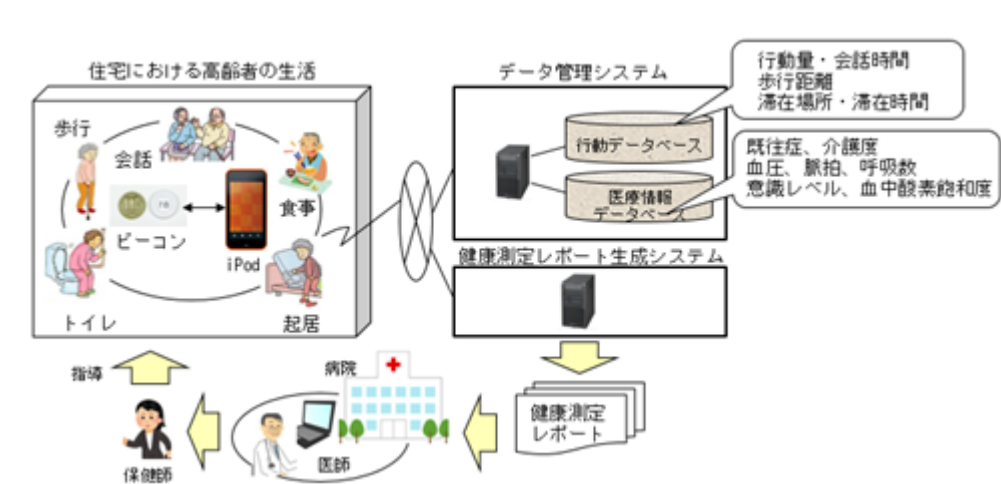 住宅における高齢者の生活
歩行
会話
食事
ビーコン
iPod
トイレ
起居
データ管理システム
行動データベース
医療情報
データベース
行動量・会話時間
歩行距離
滞在場所・滞在時間
既往症、介護度
血圧、脈拍、呼吸数
意識レベル、血中酸素飽和度
健康測定レポート生成システム
健康測定
レポート
病院
医師
保健師
指導